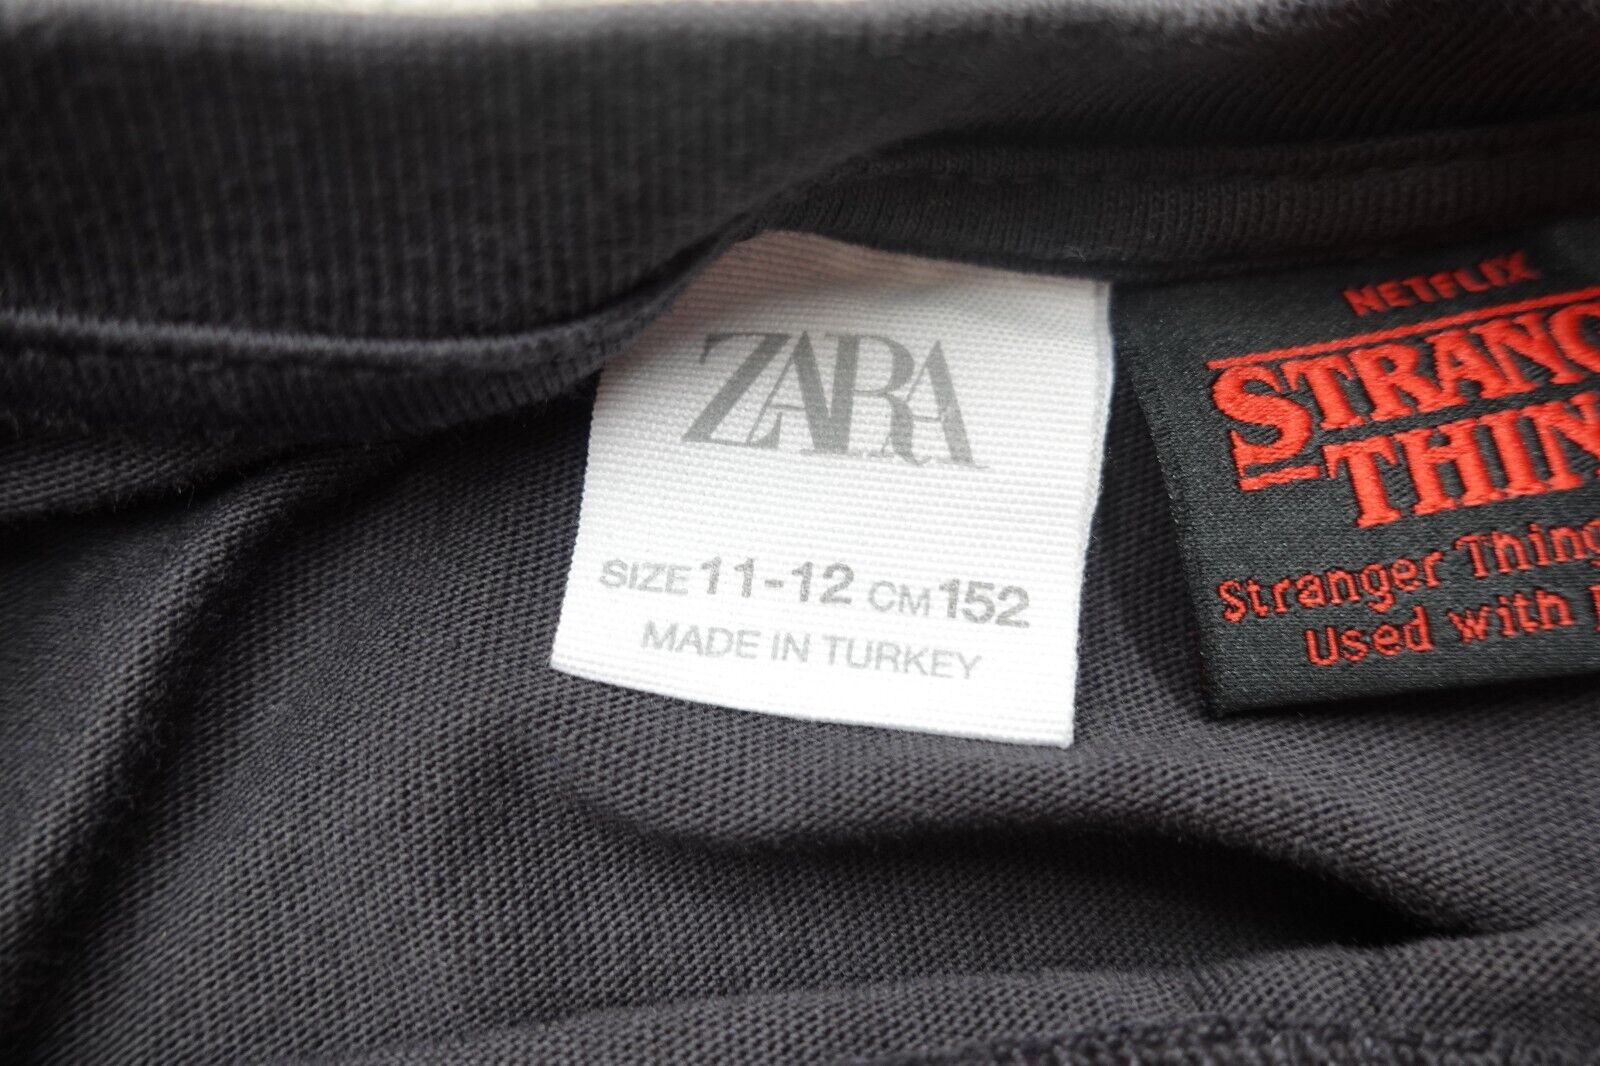 ZARA
SIZE 11-12 CM 152
MADE IN TURKEY
NETFLIX
STRANG
THIN
Stranger Thing
Used with